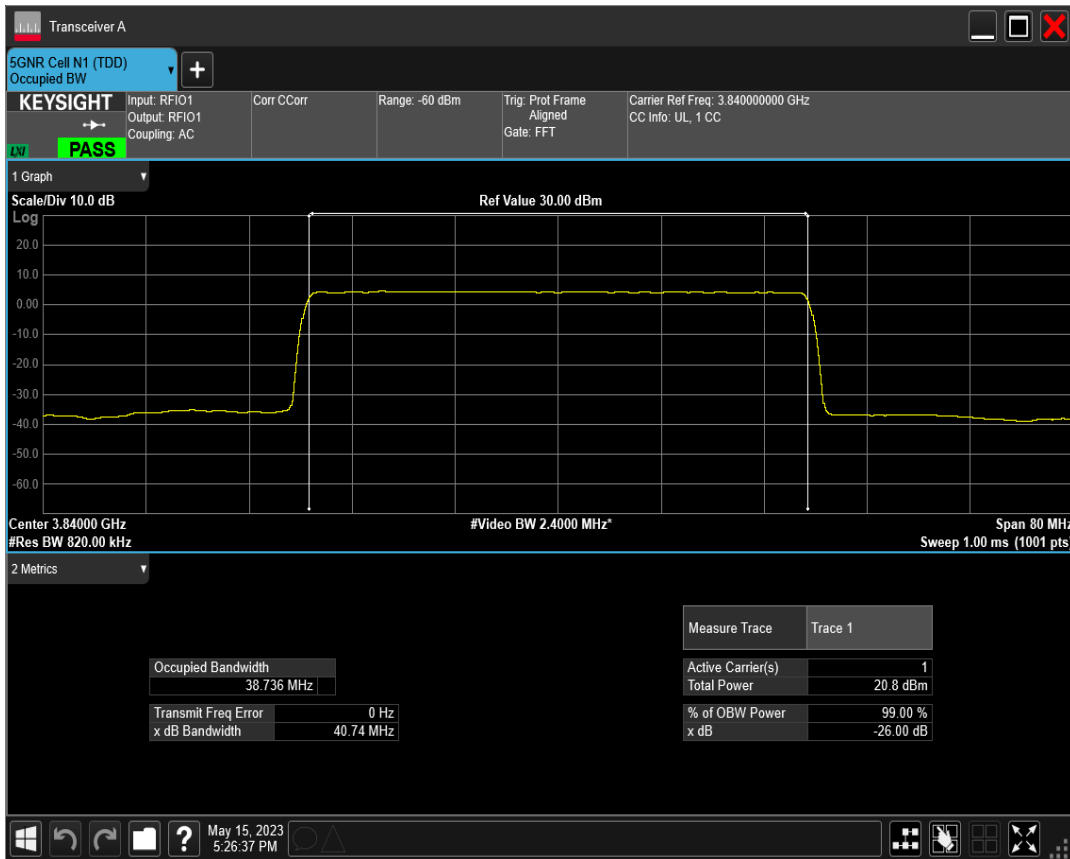 Transceiver A
5GNR Cell N1 (TDD)
Occupied BW
+
KEYSIGHT
LXI
PASS
Input: RFIO1
Output: RFIO1
Coupling: AC
Corr CCorr
Range: -60 dBm
Trig: Prot Frame
Aligned
Gate: FFT
Carrier Ref Freq: 3.840000000 GHz
CC Info: UL, 1 CC
1 Graph
Scale/Div 10.0 dB
Ref Value 30.00 dBm
Log
20.0
10.0
0.00
-10.0
-20.0
-30.0
-40.0
-50.0
-60.0
Center 3.84000 GHz
#Video BW 2.4000 MHz*
Span 80 MHz
#Res BW 820.00 kHz
Sweep 1.00 ms (1001 pts)
2 Metrics
Measure Trace Trace 1
Occupied Bandwidth
38.736 MHz
Active Carrier(s) 1
Total Power 20.8 dBm
Transmit Freq Error 0 Hz
x dB Bandwidth 40.74 MHz
% of OBW Power 99.00 %
x dB -26.00 dB
?
May 15, 2023
5:26:37 PM